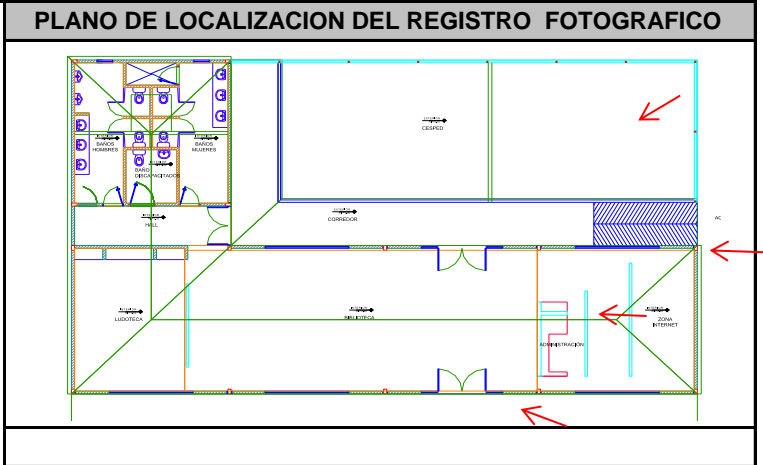 PLANO DE LOCALIZACION DEL REGISTRO FOTOGRAFICO
CESPED
BAÑOS
HOMBRES
BAÑOS
MUJERES
BAÑO
DISCAPACITADOS
HALL
CORREDOR
AC
LUDOTECA
BIBLIOTECA
ZONA
INTERNET
ADMINISTRACIÓN